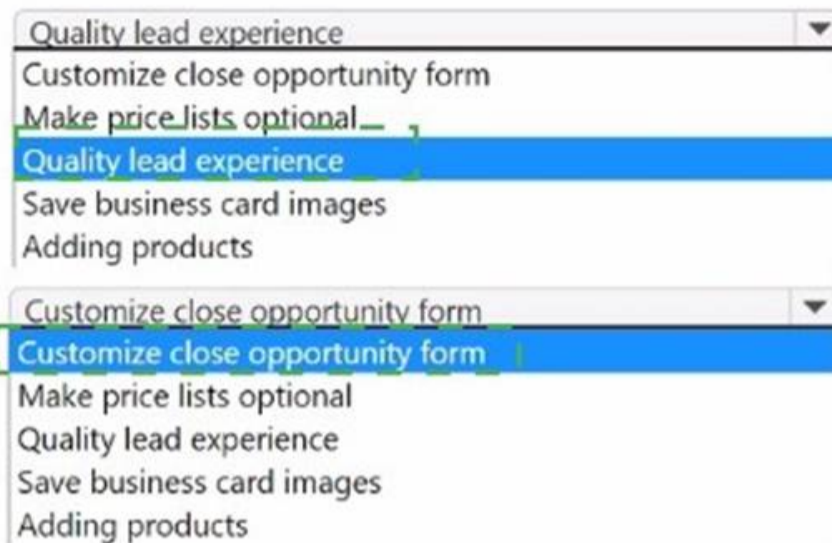 Quality lead experience
Customize close opportunity form
Make price lists optional
Quality lead experience
Save business card images
Adding products
Customize close opportunity form
Customize close opportunity form
Make price lists optional
Quality lead experience
Save business card images
Adding products